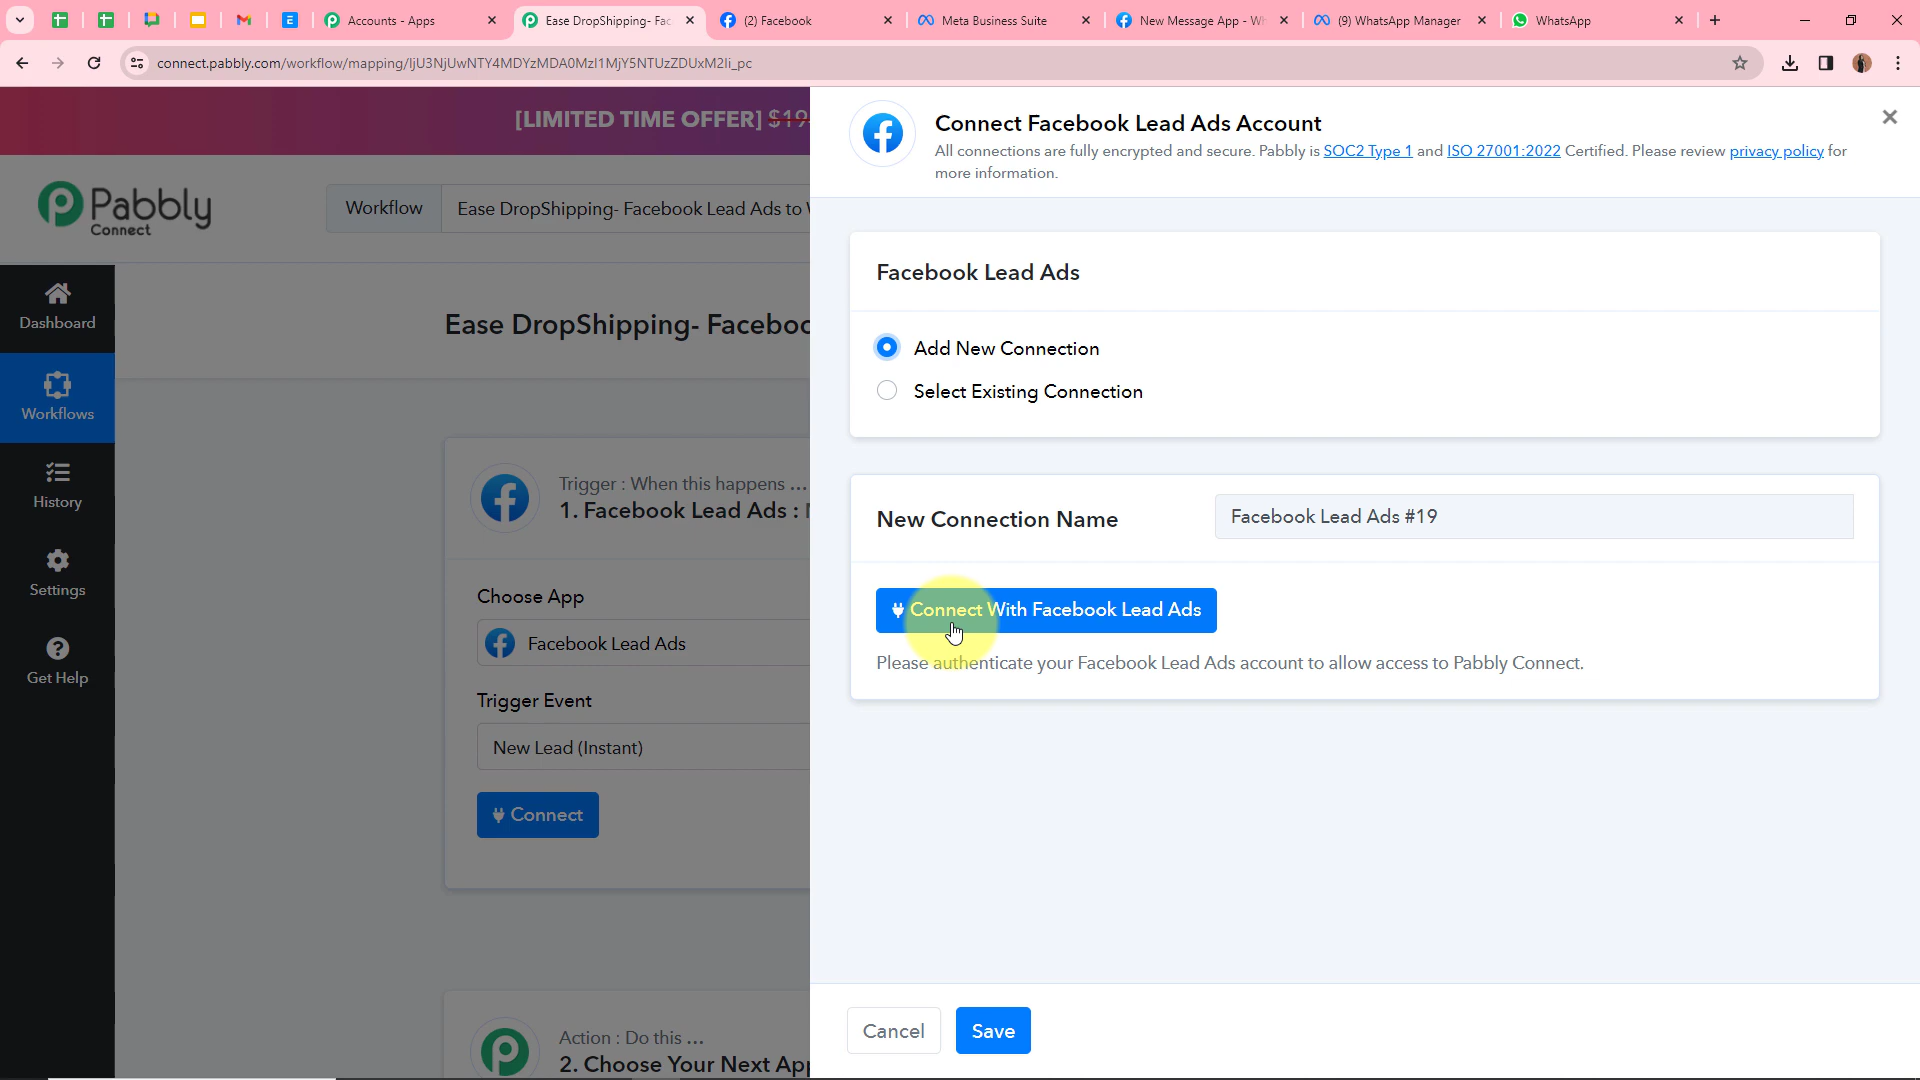 Accounts - Apps
Ease DropShipping- Fac
(2) Facebook
Meta Business Suite
New Message App - Wh
(9) WhatsApp Manager
WhatsApp
connect.pabbly.com/workflow/mapping/
[LIMITED TIME OFFER] $19
Pabbly
Connect
Workflow
Ease DropShipping- Facebook Lead Ads to
Dashboard
Workflows
History
Settings
Get Help
Ease DropShipping- Faceboo
Trigger : When this happens ...
1. Facebook Lead Ads :
Choose App
Facebook Lead Ads
Trigger Event
New Lead (Instant)
Connect
Action : Do this ...
2. Choose Your Next App
Connect Facebook Lead Ads Account
All connections are fully encrypted and secure. Pabbly is SOC2 Type 1 and ISO 27001:2022 Certified. Please review privacy policy for
more information.
Facebook Lead Ads
Add New Connection
Select Existing Connection
New Connection Name
Facebook Lead Ads #19
Connect With Facebook Lead Ads
Please authenticate your Facebook Lead Ads account to allow access to Pabbly Connect.
Cancel
Save